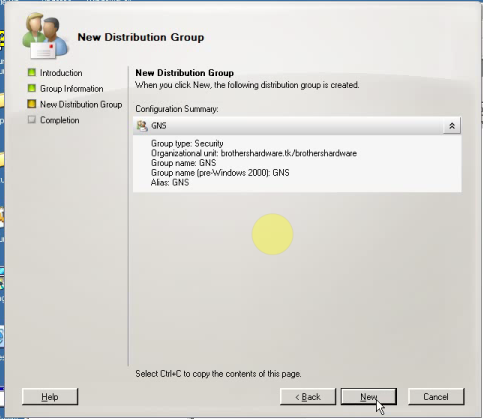 New Distribution Group
Introduction
Group Information
New Distribution Group
Completion
New Distribution Group
When you click New, the following distribution group is created.
Configuration Summary:
GNS
Group type: Security
Organizational unit: brothershardware.tk/brothershardware
Group name: GNS
Group name (pre-Windows 2000): GNS
Alias: GNS
Select Ctrl+C to copy the contents of this page.
Help
< Back
New
Cancel